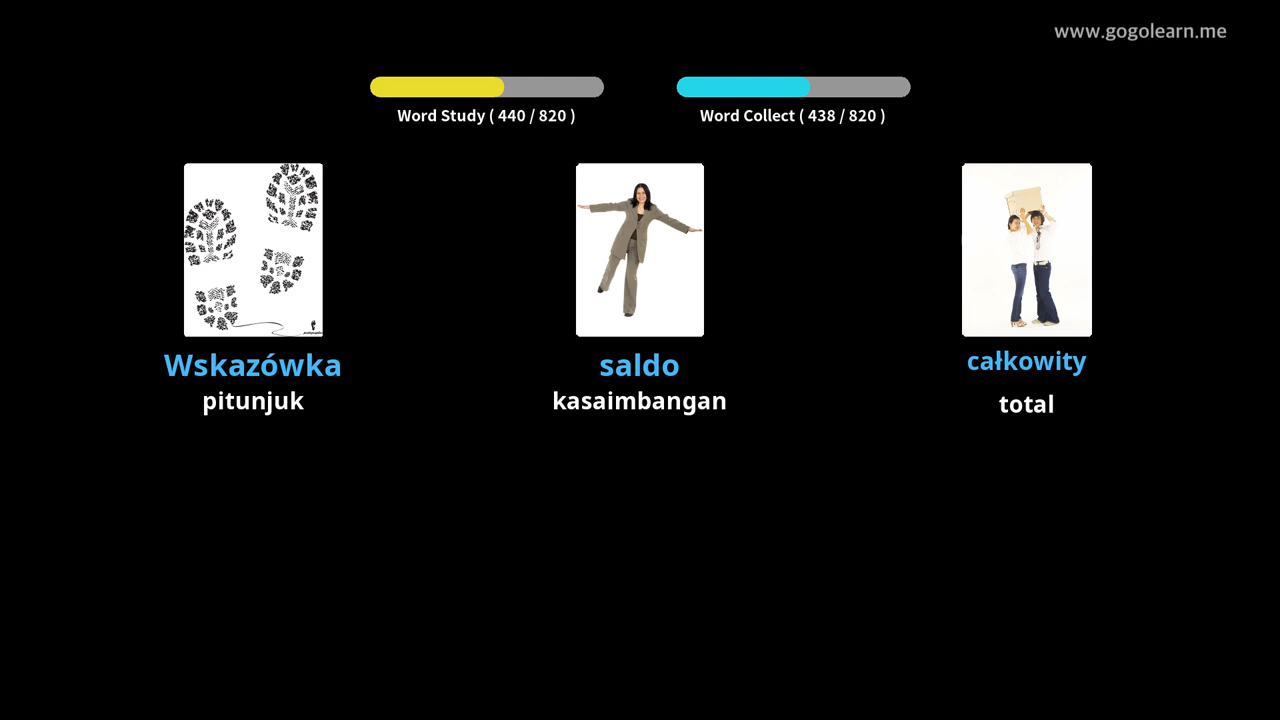 www.gogolearn.me
Word Study ( 440 / 820 )
Word Collect ( 438 / 820 )
Wskazówka
pitunjuk
saldo
kasaimbangan
całkowity
total